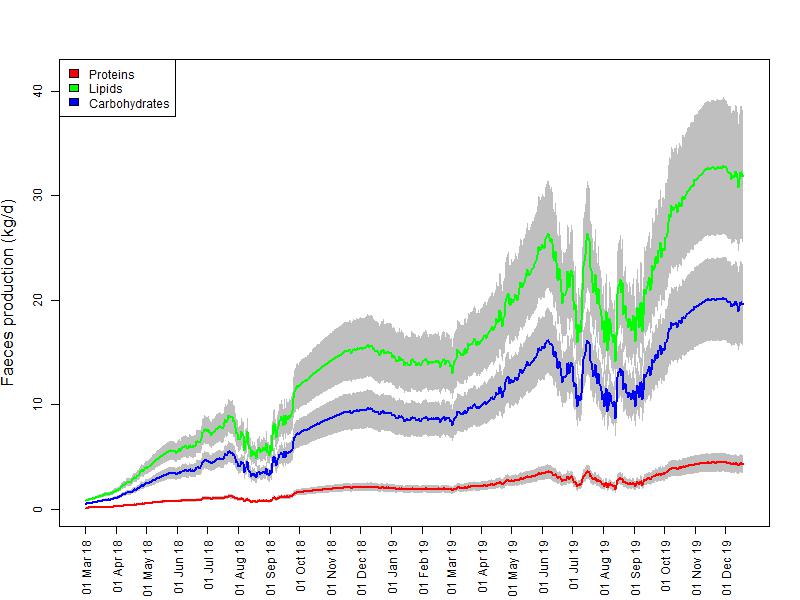 Proteins
Lipids
Carbohydrates
Faeces production (kg/d)
40
30
20
10
0
01 Mar 18
01 Apr 18
01 May 18
01 Jun 18
01 Jul 18
01 Aug 18
01 Sep 18
01 Oct 18
01 Nov 18
01 Dec 18
01 Jan 19
01 Feb 19
01 Mar 19
01 Apr 19
01 May 19
01 Jun 19
01 Jul 19
01 Aug 19
01 Sep 19
01 Oct 19
01 Nov 19
01 Dec 19